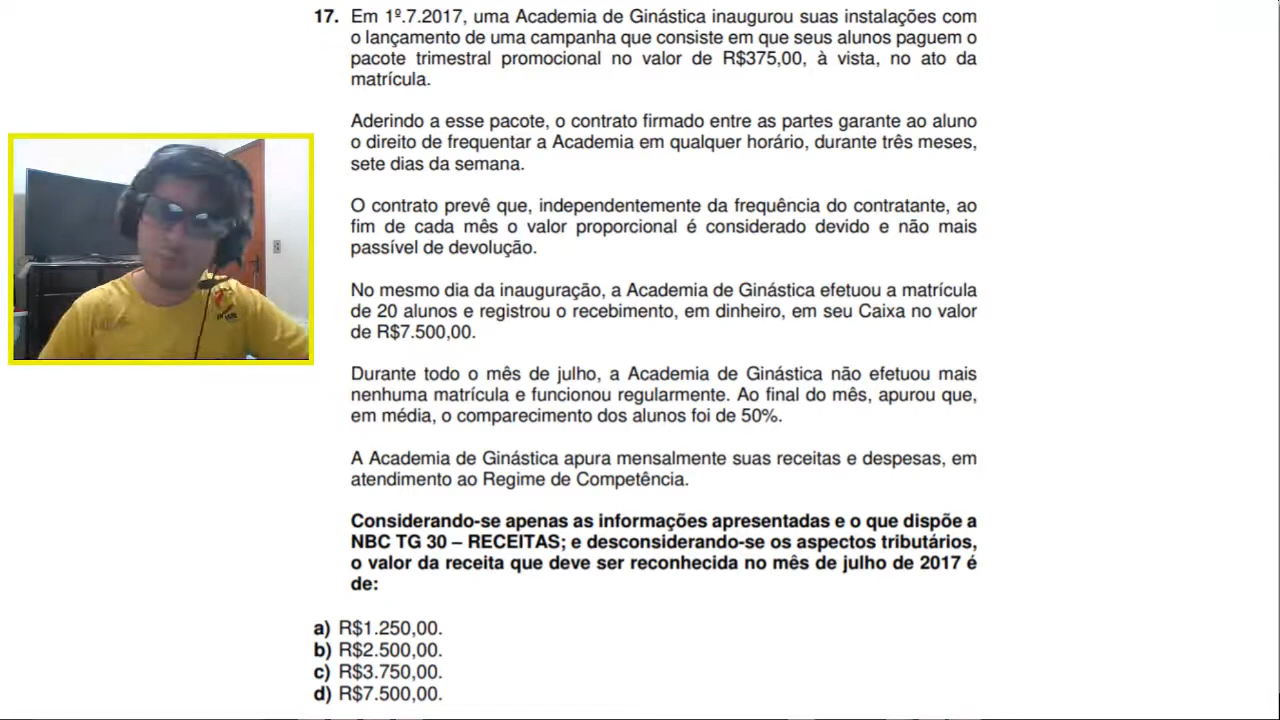 17. Em 1º.7.2017, uma Academia de Ginástica inaugurou suas instalações com
o lançamento de uma campanha que consiste em que seus alunos paguem o
pacote trimestral promocional no valor de R$375,00, à vista, no ato da
matrícula.
Aderindo a esse pacote, o contrato firmado entre as partes garante ao aluno
o direito de frequentar a Academia em qualquer horário, durante três meses,
sete dias da semana.
O contrato prevê que, independentemente da frequência do contratante, ao
fim de cada mês o valor proporcional é considerado devido e não mais
passível de devolução.
No mesmo dia da inauguração, a Academia de Ginástica efetuou a matrícula
de 20 alunos e registrou o recebimento, em dinheiro, em seu Caixa no valor
de R$7.500,00.
Durante todo o mês de julho, a Academia de Ginástica não efetuou mais
nenhuma matrícula e funcionou regularmente. Ao final do mês, apurou que,
em média, o comparecimento dos alunos foi de 50%.
A Academia de Ginástica apura mensalmente suas receitas e despesas, em
atendimento ao Regime de Competência.
Considerando-se apenas as informações apresentadas e o que dispõe a
NBC TG 30 – RECEITAS; e desconsiderando-se os aspectos tributários,
o valor da receita que deve ser reconhecida no mês de julho de 2017 é
de:
a) R$1.250,00.
b) R$2.500,00.
c) R$3.750,00.
d) R$7.500,00.